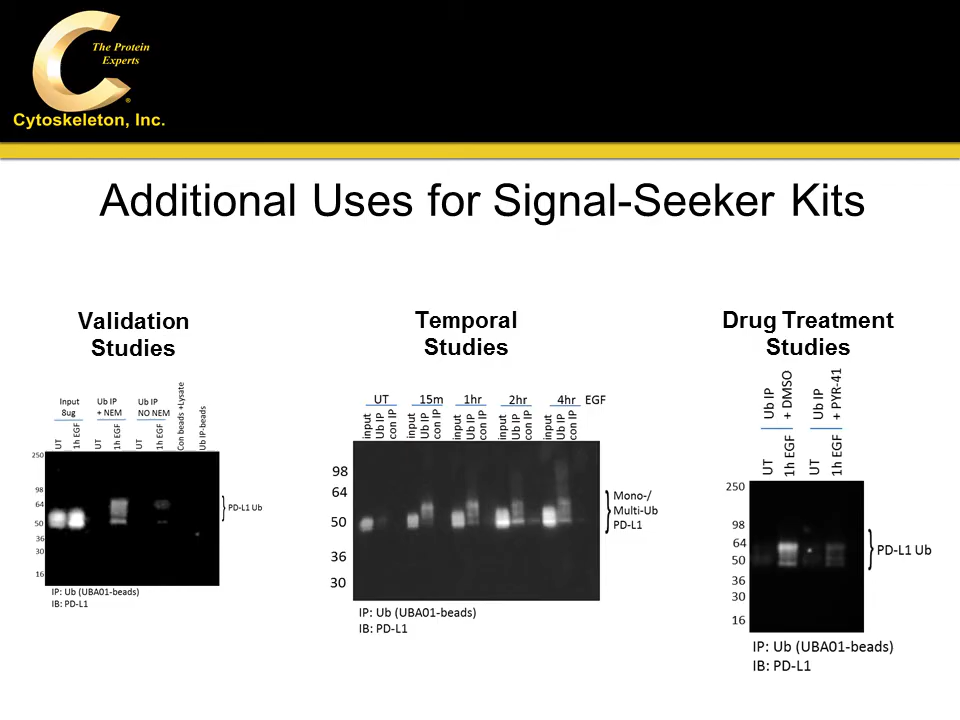 The Protein
Experts
®
Cytoskeleton, Inc.
Additional Uses for Signal-Seeker Kits
Validation
Studies
Input
8ug
Ub IP
+ NEM
Ub IP
NO NEM
UT
1h EGF
UT
1h EGF
UT
1h EGF
Con beads +Lysate
Ub IP-beads
250
98
64
50
36
30
16
PD-L1 Ub
IP: Ub (UBA01-beads)
IB: PD-L1
Temporal
Studies
UT 15m 1hr 2hr 4hr EGF
input
Ub IP
con IP
input
Ub IP
con IP
input
Ub IP
con IP
input
Ub IP
con IP
input
Ub IP
con IP
98
64
50
36
30
Mono-/
Multi-Ub
PD-L1
IP: Ub (UBA01-beads)
IB: PD-L1
Drug Treatment
Studies
Ub IP
+ DMSO
Ub IP
+ PYR-41
UT
1h EGF
UT
1h EGF
250
98
64
50
36
30
16
PD-L1 Ub
IP: Ub (UBA01-beads)
IB: PD-L1